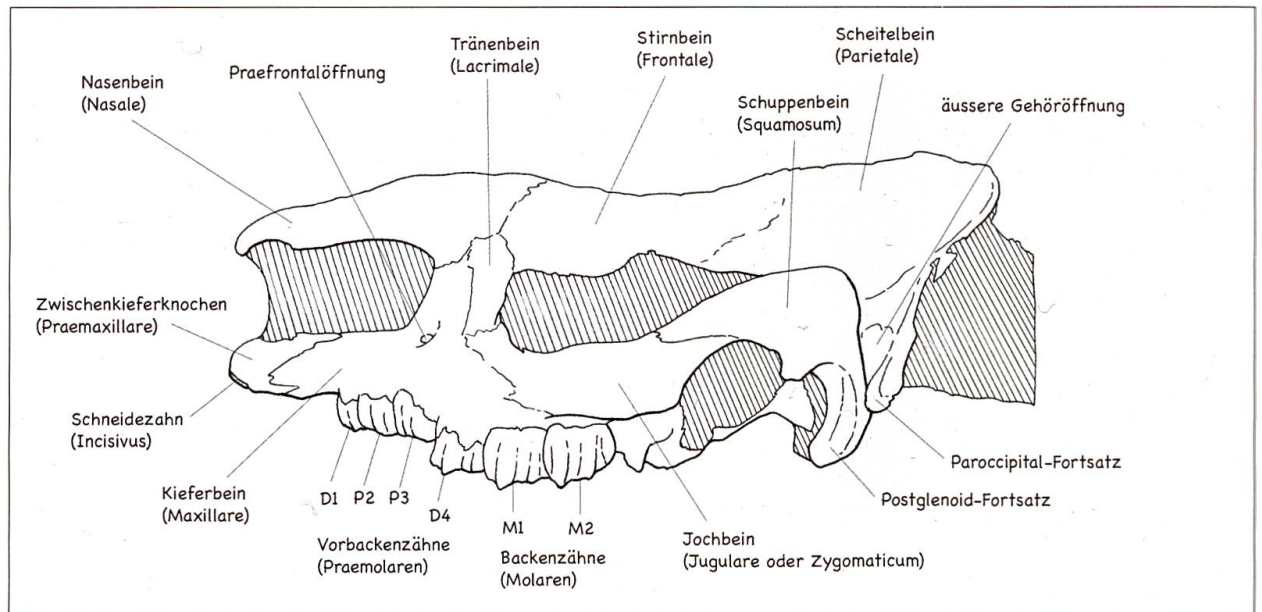 Nasenbein
(Nasale)
Praefrontalöffnung
Tränenbein
(Lacrimale)
Stirnbein
(Frontale)
Scheitelbein
(Parietale)
Schuppenbein
(Squamosum)
äussere Gehöröffnung
Zwischenkieferknochen
(Praemaxillare)
Schneidezahn
(Incisivus)
Kieferbein
(Maxillare)
D1 P2 P3
D4
Vorbackenzähne
(Praemolaren)
M1 M2
Backenzähne
(Molaren)
Jochbein
(Jugulare oder Zygomaticum)
Postglenoid-Fortsatz
Paroccipital-Fortsatz